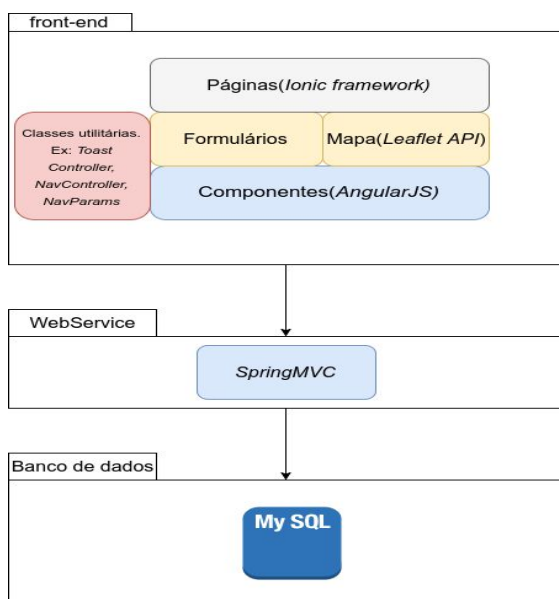 front-end
Páginas(Ionic framework)
Classes utilitárias.
Ex: Toast
Controller,
NavController,
NavParams
Formulários
Mapa(Leaflet API)
Componentes(AngularJS)
WebService
SpringMVC
Banco de dados
My SQL